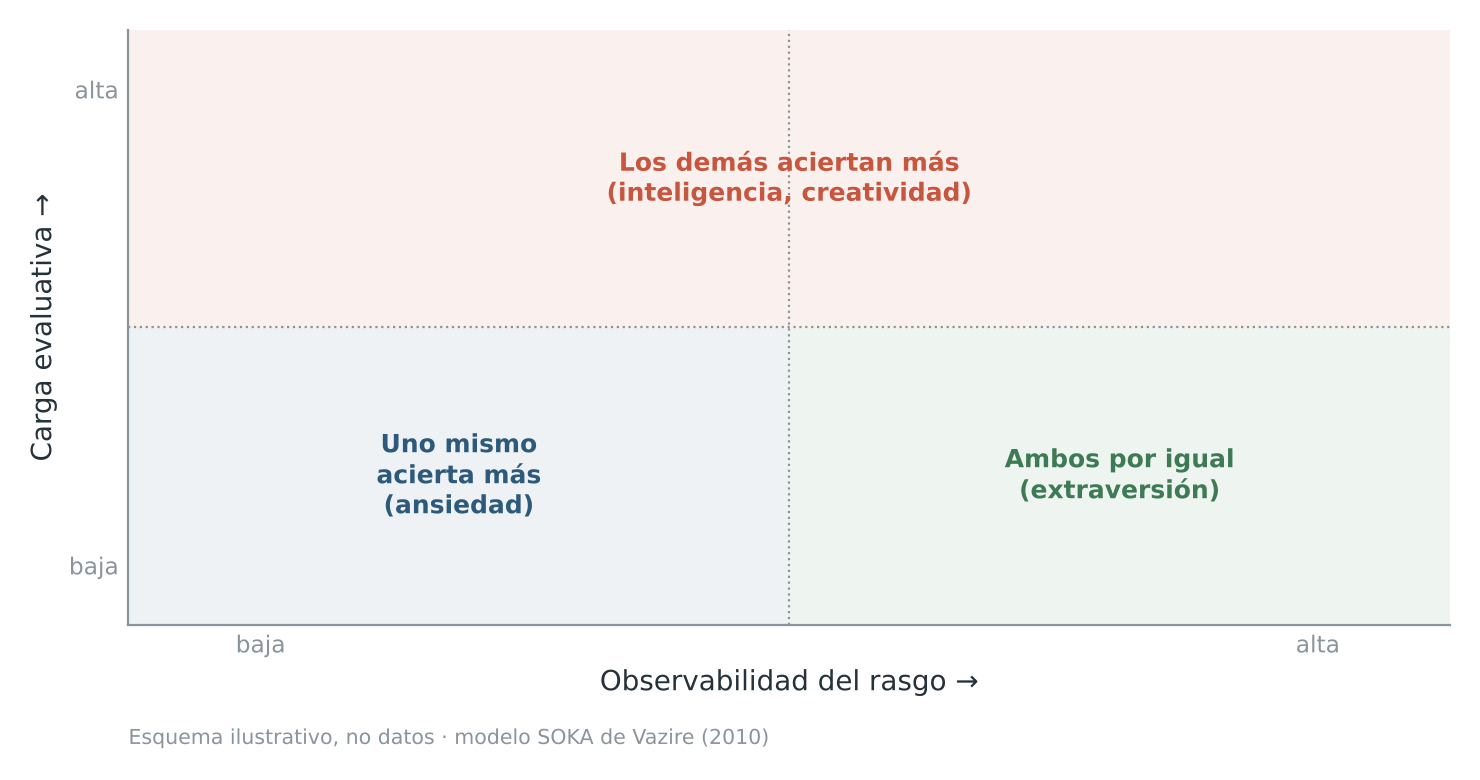 alta
Carga evaluativa →
Los demás aciertan más
(inteligencia, creatividad)
Uno mismo
acierta más
(ansiedad)
Ambos por igual
(extraversión)
baja
baja
alta
Observabilidad del rasgo →
Esquema ilustrativo, no datos · modelo SOKA de Vazire (2010)